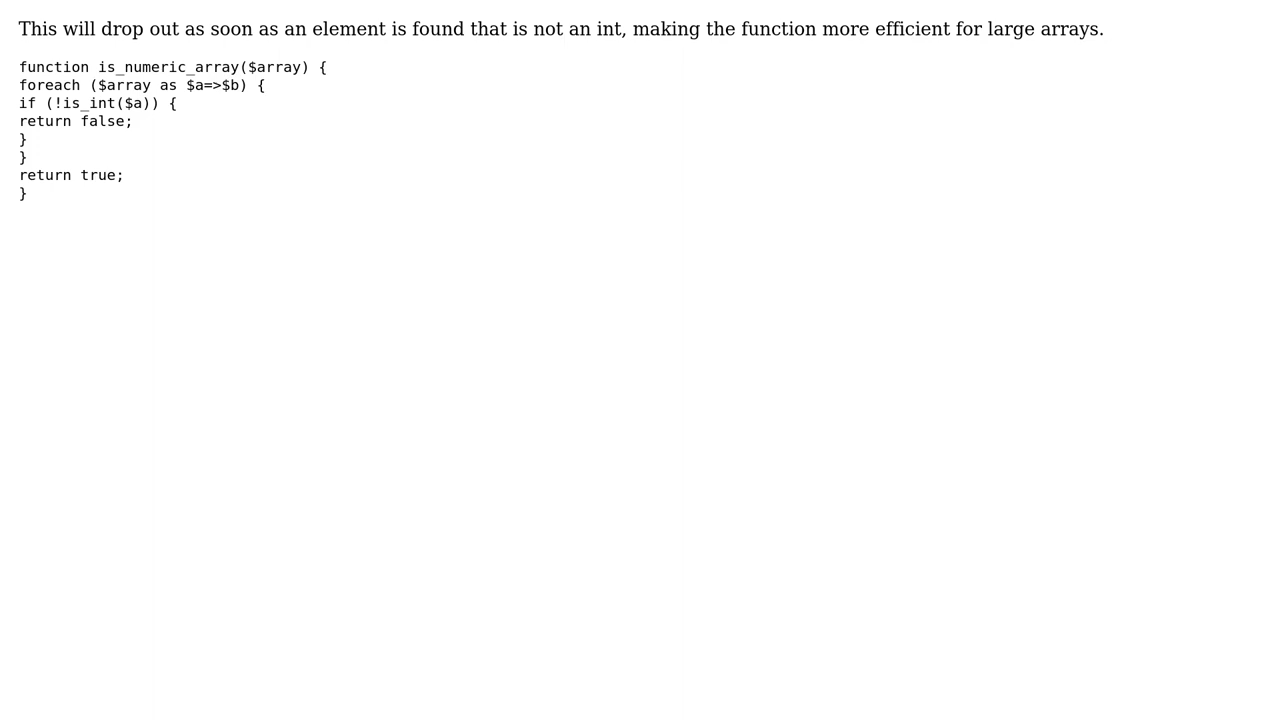 This will drop out as soon as an element is found that is not an int, making the function more efficient for large arrays.
function is_numeric_array($array) {
foreach ($array as $a=>$b) {
if (!is_int($a)) {
return false;
}
}
return true;
}